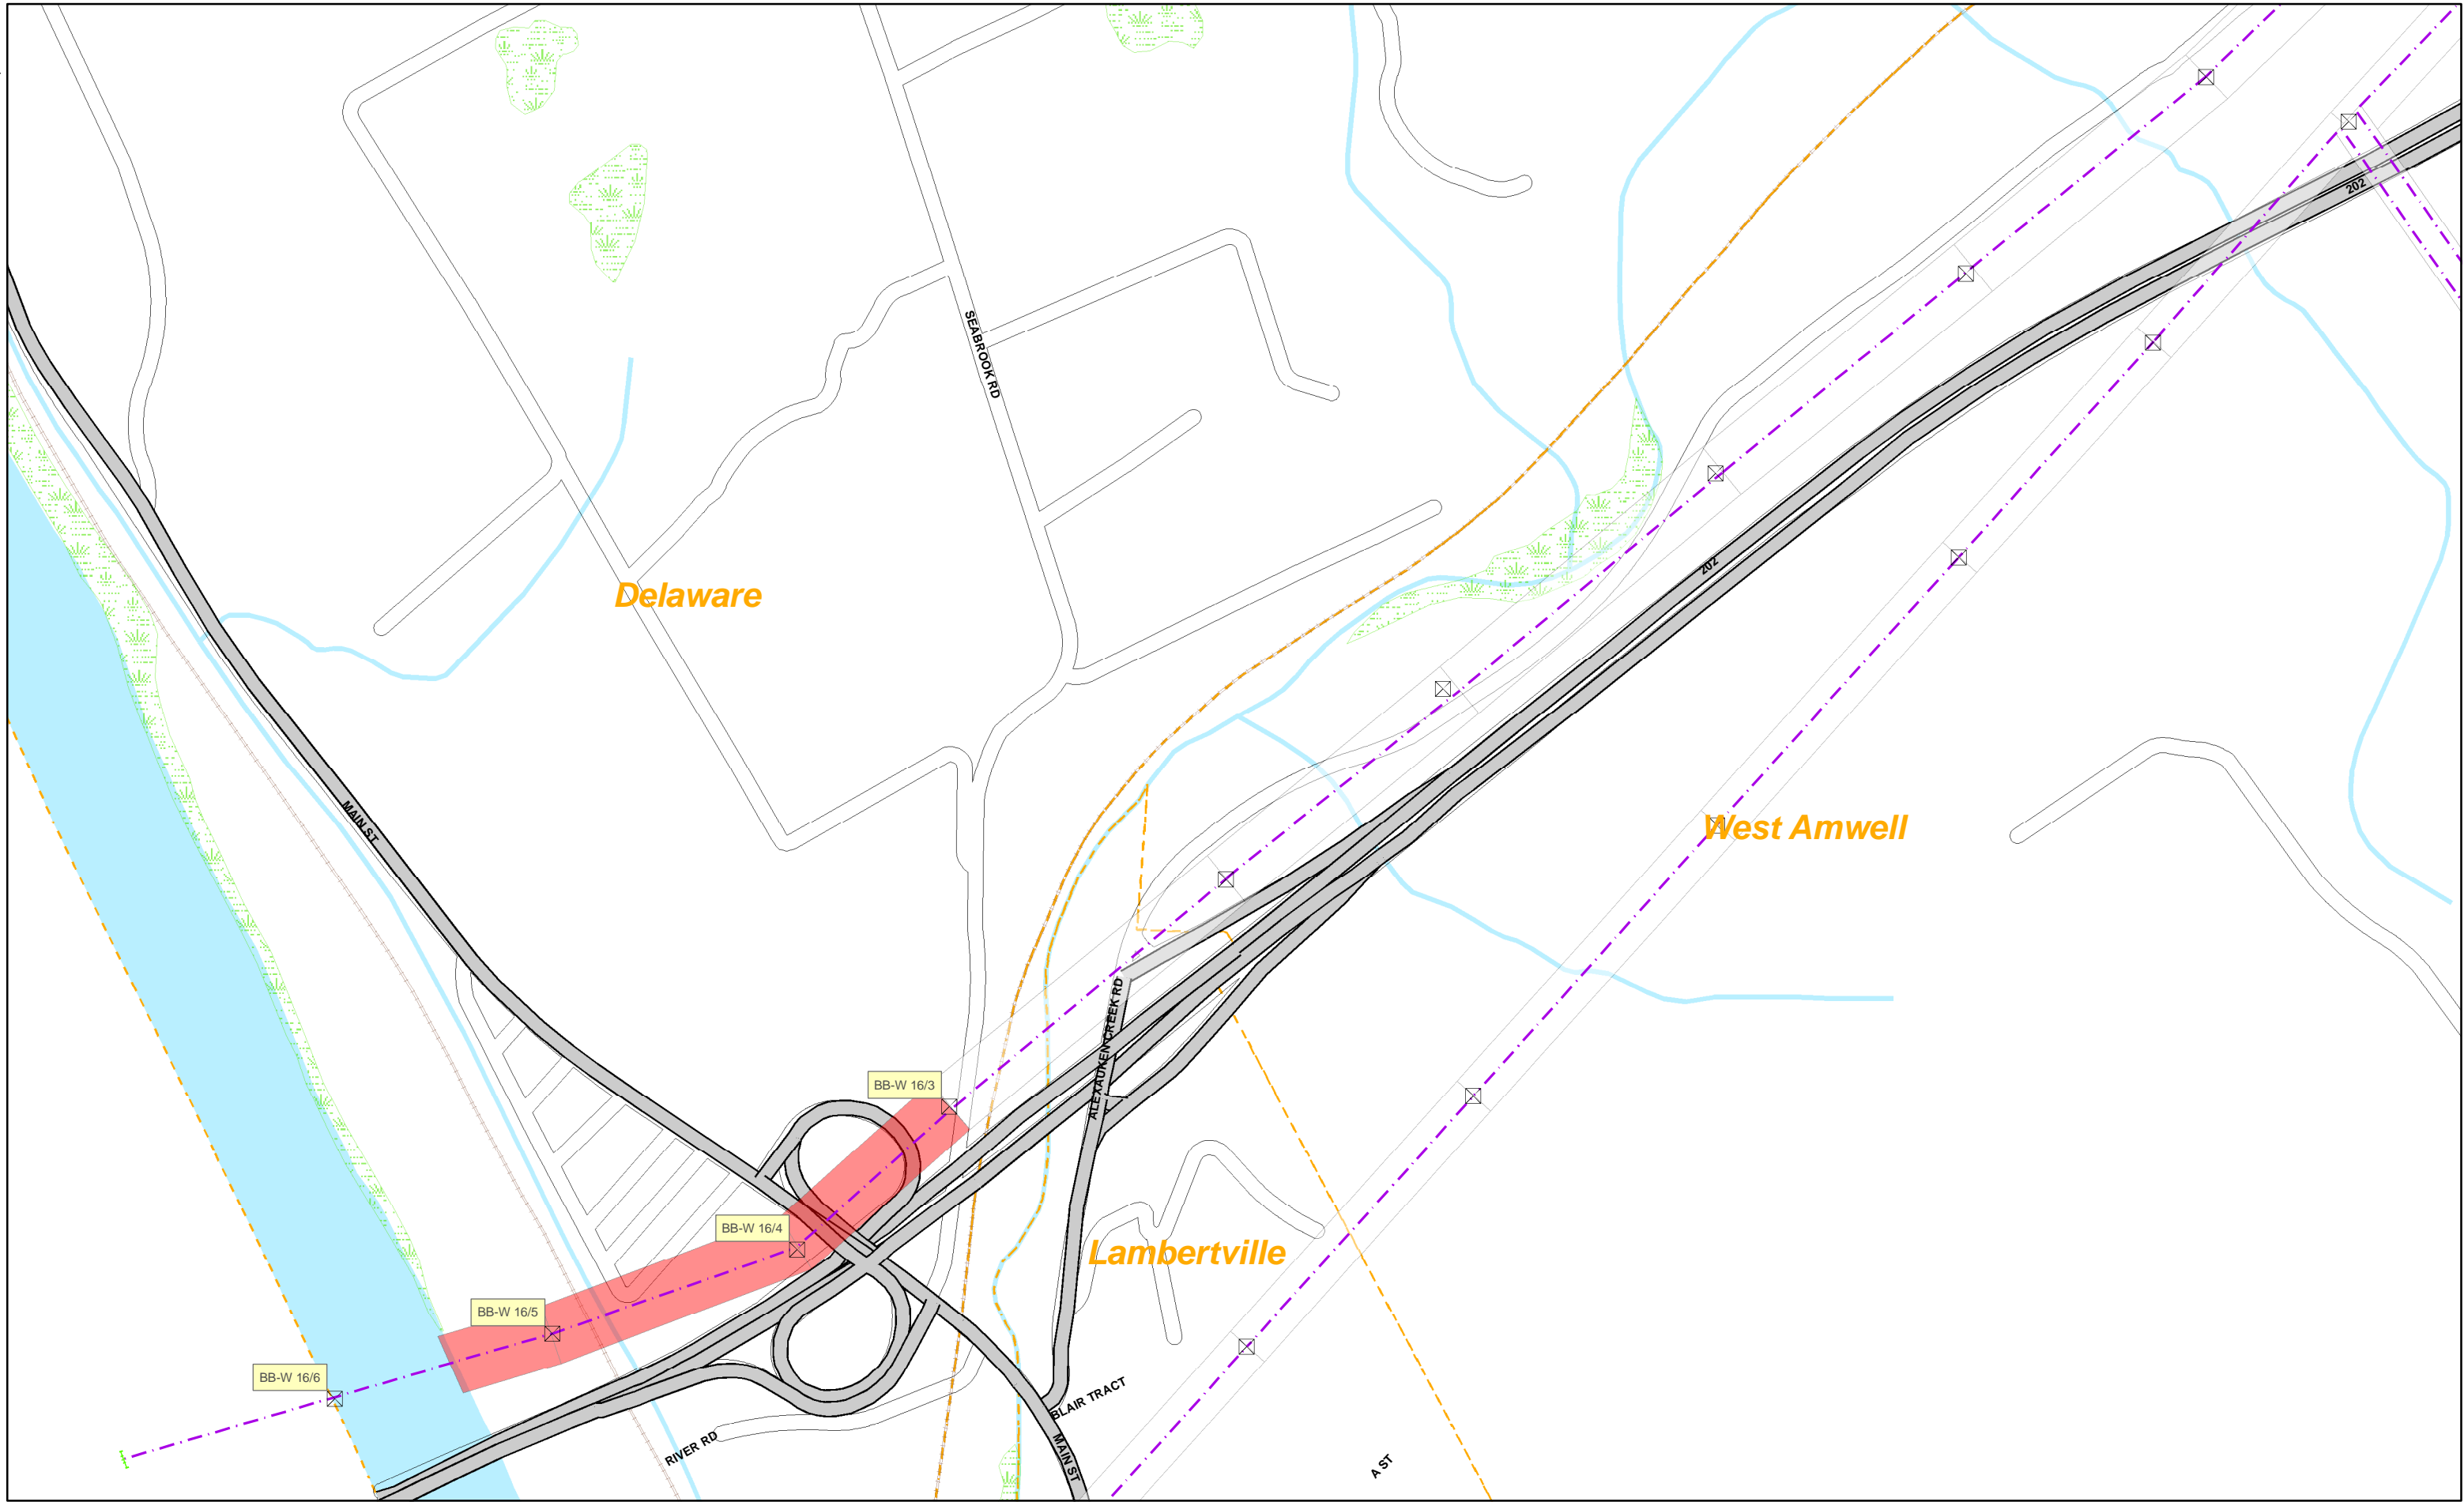 202
SEABROOK RD
202
Delaware
MAIN ST
West Amwell
ALEXAUKEN CREEK RD
BB-W 16/3
BB-W 16/4
Lambertville
BB-W 16/5
BB-W 16/6
BLAIR TRACT
RIVER RD
MAIN ST
A ST